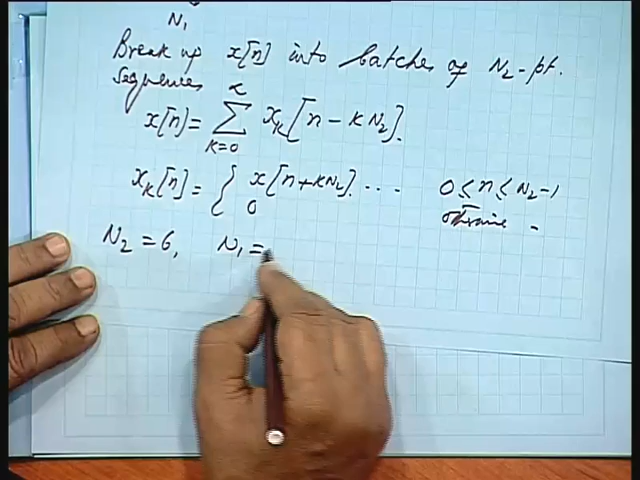 N₁
Break up x[n] into batches of N₂-pt.
sequences
x[n] = ∑_{k=0}^{∝} x_k[n - kN₂].
x_k[n] = { x[n+kN₂]. ... 0 ≤ n ≤ N₂-1
0 otherwise -
N₂ = 6, N₁ =